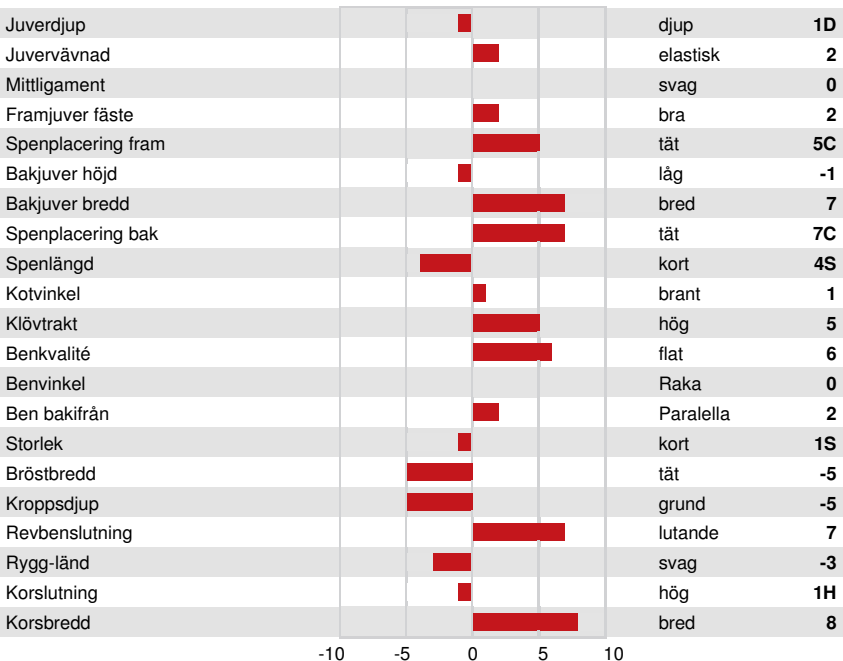 Juverdjup djup 1D
Juvervävnad elastisk 2
Mittligament svag 0
Framjuver fäste bra 2
Spenplacering fram tät 5C
Bakjuver höjd låg -1
Bakjuver bredd bred 7
Spenplacering bak tät 7C
Spenlängd kort 4S
Kotvinkel brant 1
Klövtrakt hög 5
Benkvalité flat 6
Benvinkel Raka 0
Ben bakifrån Paralella 2
Storlek kort 1S
Bröstbredd tät -5
Kroppsdjup grund -5
Revbenslutning lutande 7
Rygg-länd svag -3
Korslutning hög 1H
Korsbredd bred 8
-10 -5 0 5 10